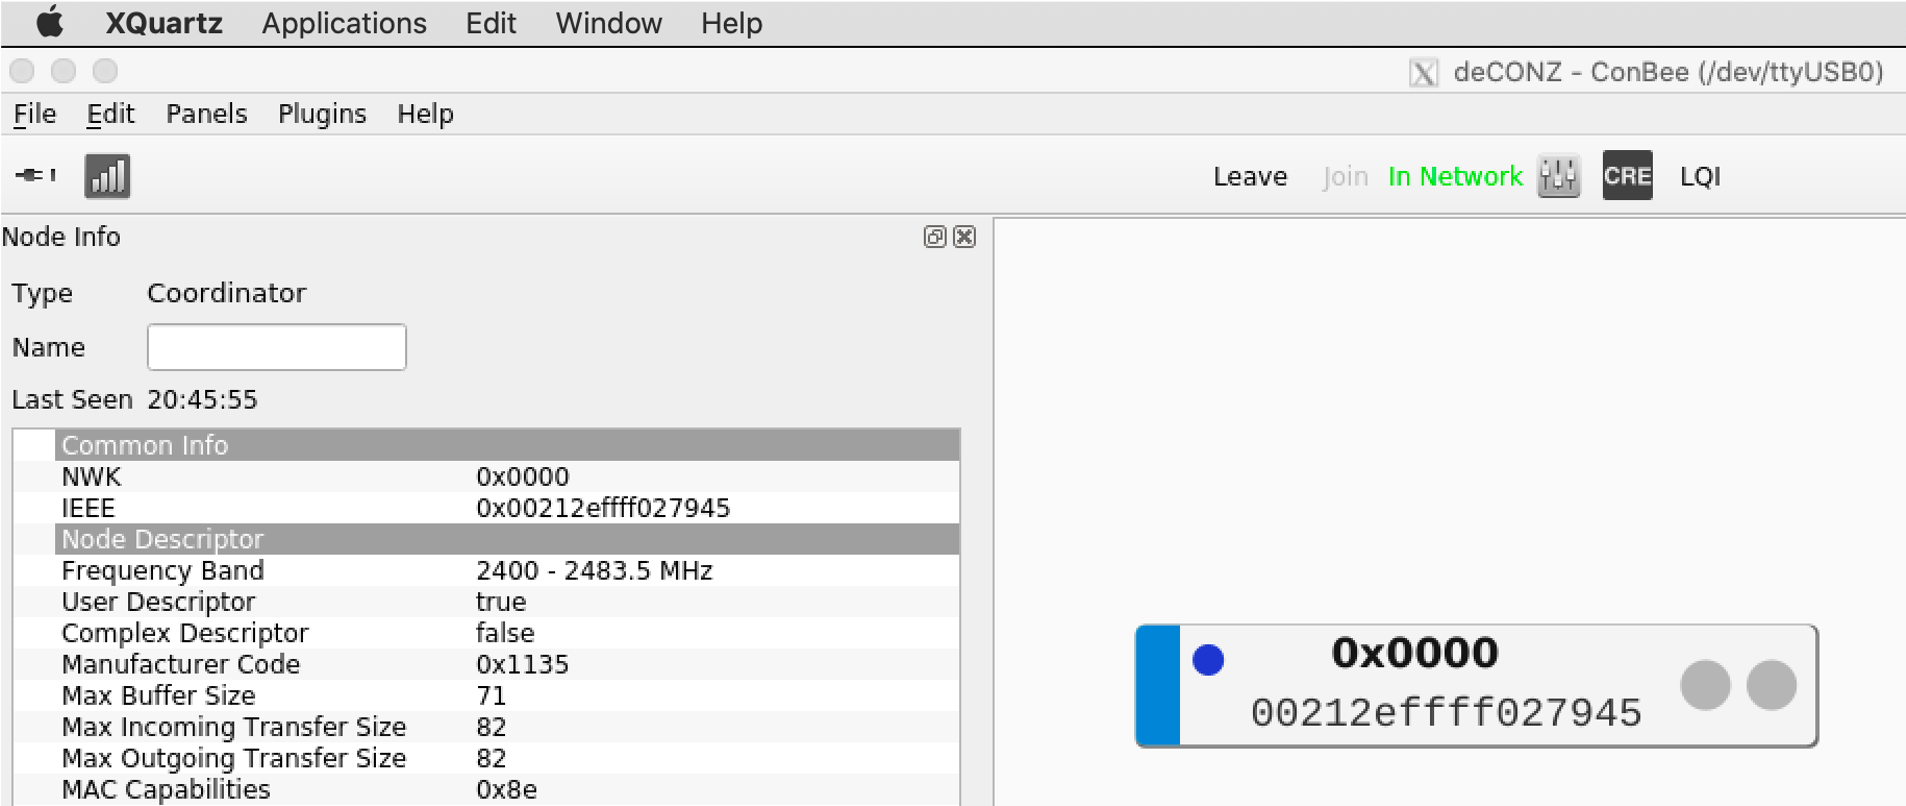 XQuartz Applications Edit Window Help
deCONZ - ConBee (/dev/ttyUSB0)
File Edit Panels Plugins Help
Leave Join In Network CRE LQI
Node Info
Type Coordinator
Name
Last Seen 20:45:55
Common Info
NWK 0x0000
IEEE 0x00212effff027945
Node Descriptor
Frequency Band 2400 - 2483.5 MHz
User Descriptor true
Complex Descriptor false
Manufacturer Code 0x1135
Max Buffer Size 71
Max Incoming Transfer Size 82
Max Outgoing Transfer Size 82
MAC Capabilities 0x8e
0x0000
00212effff027945